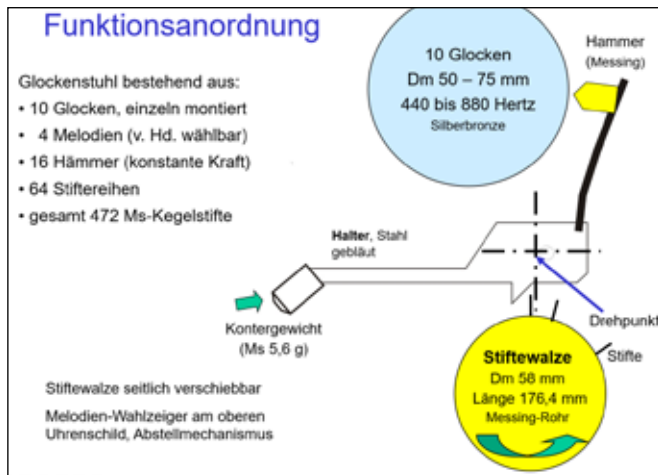 Funktionsanordnung
Glockenstuhl bestehend aus:
• 10 Glocken, einzeln montiert
• 4 Melodien (v. Hd. wählbar)
• 16 Hämmer (konstante Kraft)
• 64 Stiftereihen
• gesamt 472 Ms-Kegelstifte
10 Glocken
Dm 50 – 75 mm
440 bis 880 Hertz
Silberbronze
Hammer
(Messing)
Halter, Stahl
gebläut
Kontergewicht
(Ms 5,6 g)
Drehpunkt
Stifte
Stiftewalze
Dm 58 mm
Länge 176,4 mm
Messing-Rohr
Stiftewalze seitlich verschiebbar
Melodien-Wahlzeiger am oberen
Uhrenschild, Abstellmechanismus